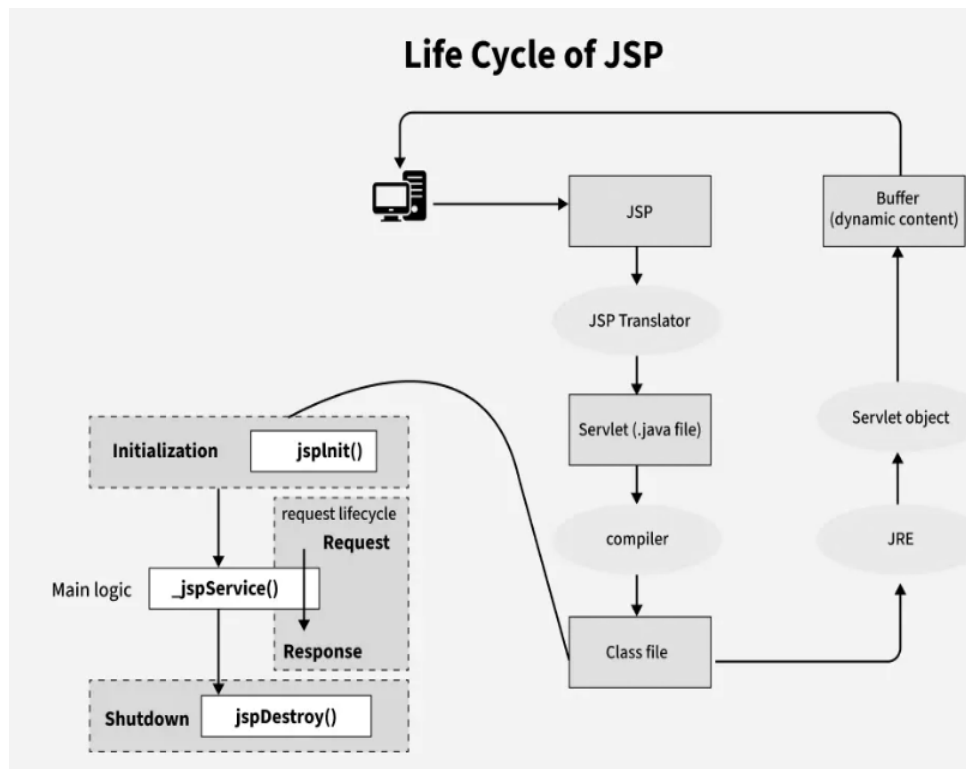 Life Cycle of JSP
JSP
Buffer
(dynamic content)
JSP Translator
Servlet (.java file)
Servlet object
Initialization
jspInit()
request lifecycle
Request
compiler
JRE
Main logic
_jspService()
Response
Class file
Shutdown
jspDestroy()